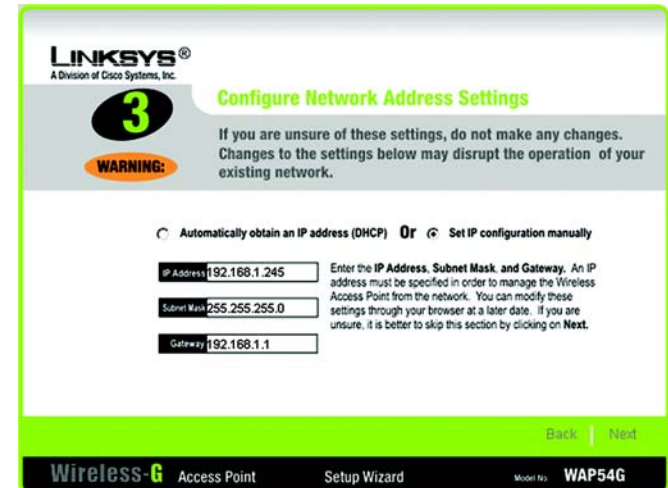 LINKSYS®
A Division of Cisco Systems, Inc.
3
Configure Network Address Settings
WARNING:
If you are unsure of these settings, do not make any changes.
Changes to the settings below may disrupt the operation of your
existing network.
Automatically obtain an IP address (DHCP) Or Set IP configuration manually
IP Address 192.168.1.245
Subnet Mask 255.255.255.0
Gateway 192.168.1.1
Enter the IP Address, Subnet Mask, and Gateway. An IP
address must be specified in order to manage the Wireless
Access Point from the network. You can modify these
settings through your browser at a later date. If you are
unsure, it is better to skip this section by clicking on Next.
Back | Next
Wireless-G Access Point Setup Wizard Model No. WAP54G